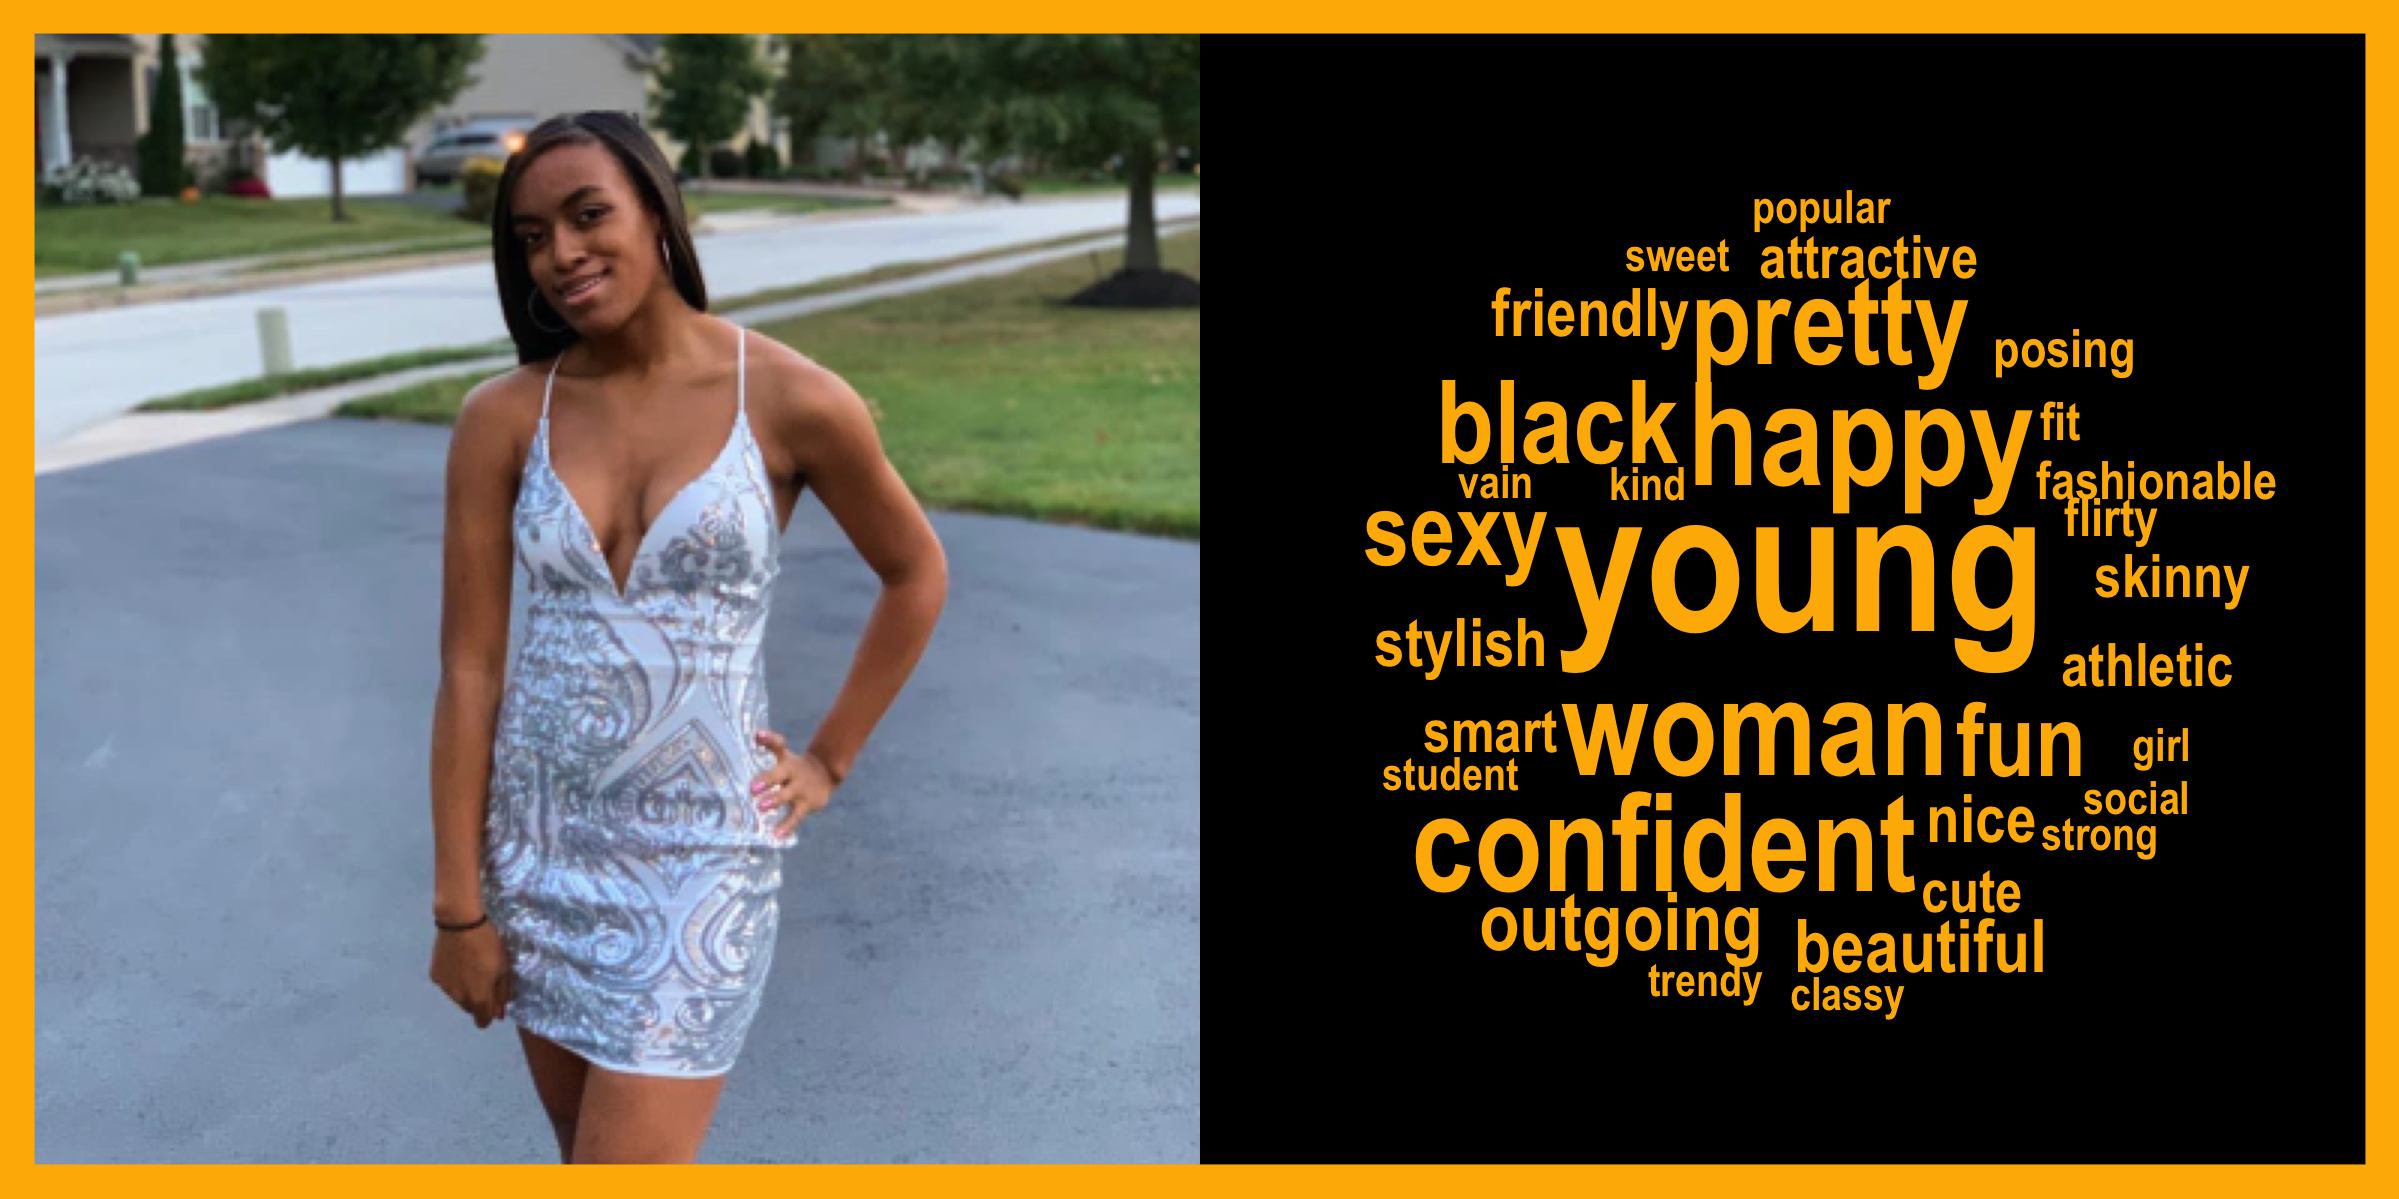 popular
sweet attractive
friendly pretty
posing
black happy fit
vain kind fashionable
sexy young flirty
skinny
stylish
athletic
smart woman fun girl
student social
confident nice strong
cute
outgoing beautiful
trendy classy